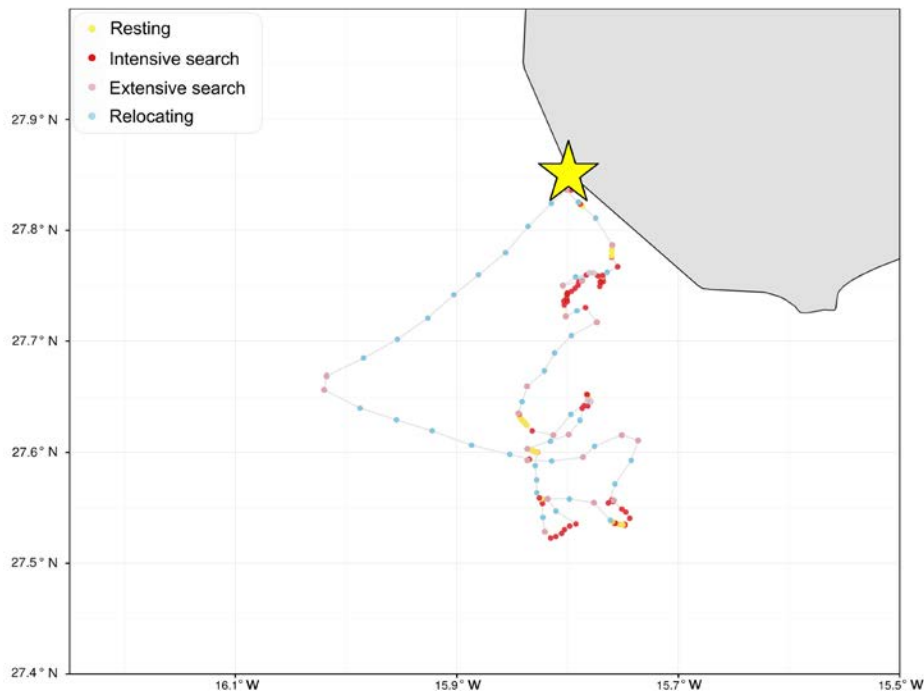 Resting
Intensive search
Extensive search
Relocating
27.9° N
27.8° N
27.7° N
27.6° N
27.5° N
27.4° N
16.1° W
15.9° W
15.7° W
15.5° W